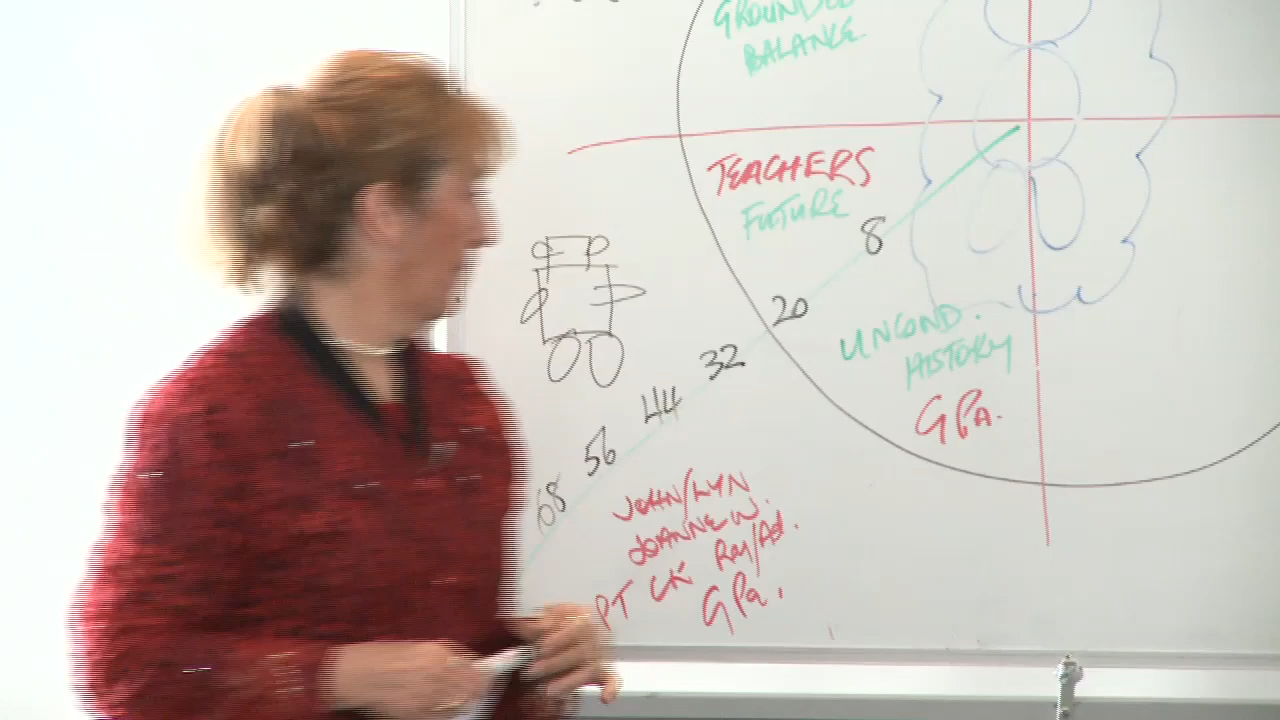 GROUNDED
BALANCE.
TEACHERS
FUTURE
8
20
32
44
56
68
UNCOND.
HISTORY
GPA.
JOHN/LYN
JOANNE W.
PT LK RM/Ad.
GPa.